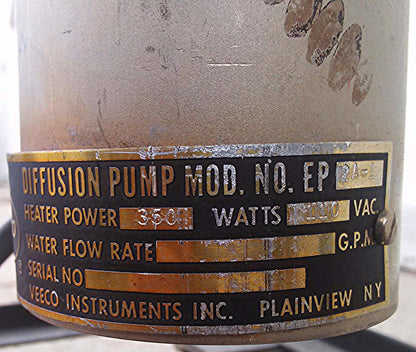 DIFFUSION PUMP MOD. NO. EP
HEATER POWER 350 WATTS 110 VAC.
WATER FLOW RATE G.P.M.
SERIAL NO
VEECO INSTRUMENTS INC. PLAINVIEW NY